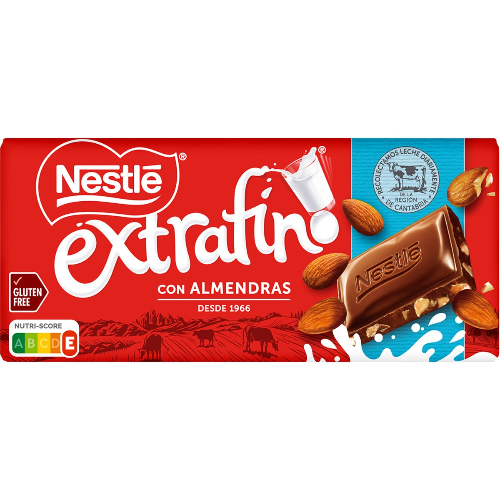 Nestlé®
extrafino®
CON ALMENDRAS
DESDE 1966
GLUTEN
FREE
NUTRI-SCORE
A B C D E
RECOLECTAMOS LECHE DIARIAMENTE
DE LA
REGIÓN
DE CANTABRIA
Nestlé